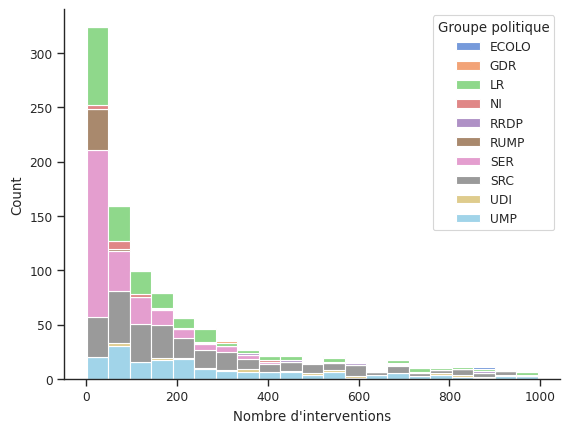 Groupe politique
ECOLO
GDR
LR
NI
RRDP
RUMP
SER
SRC
UDI
UMP
Count
300
250
200
150
100
50
0
0
200
400
600
800
1000
Nombre d'interventions